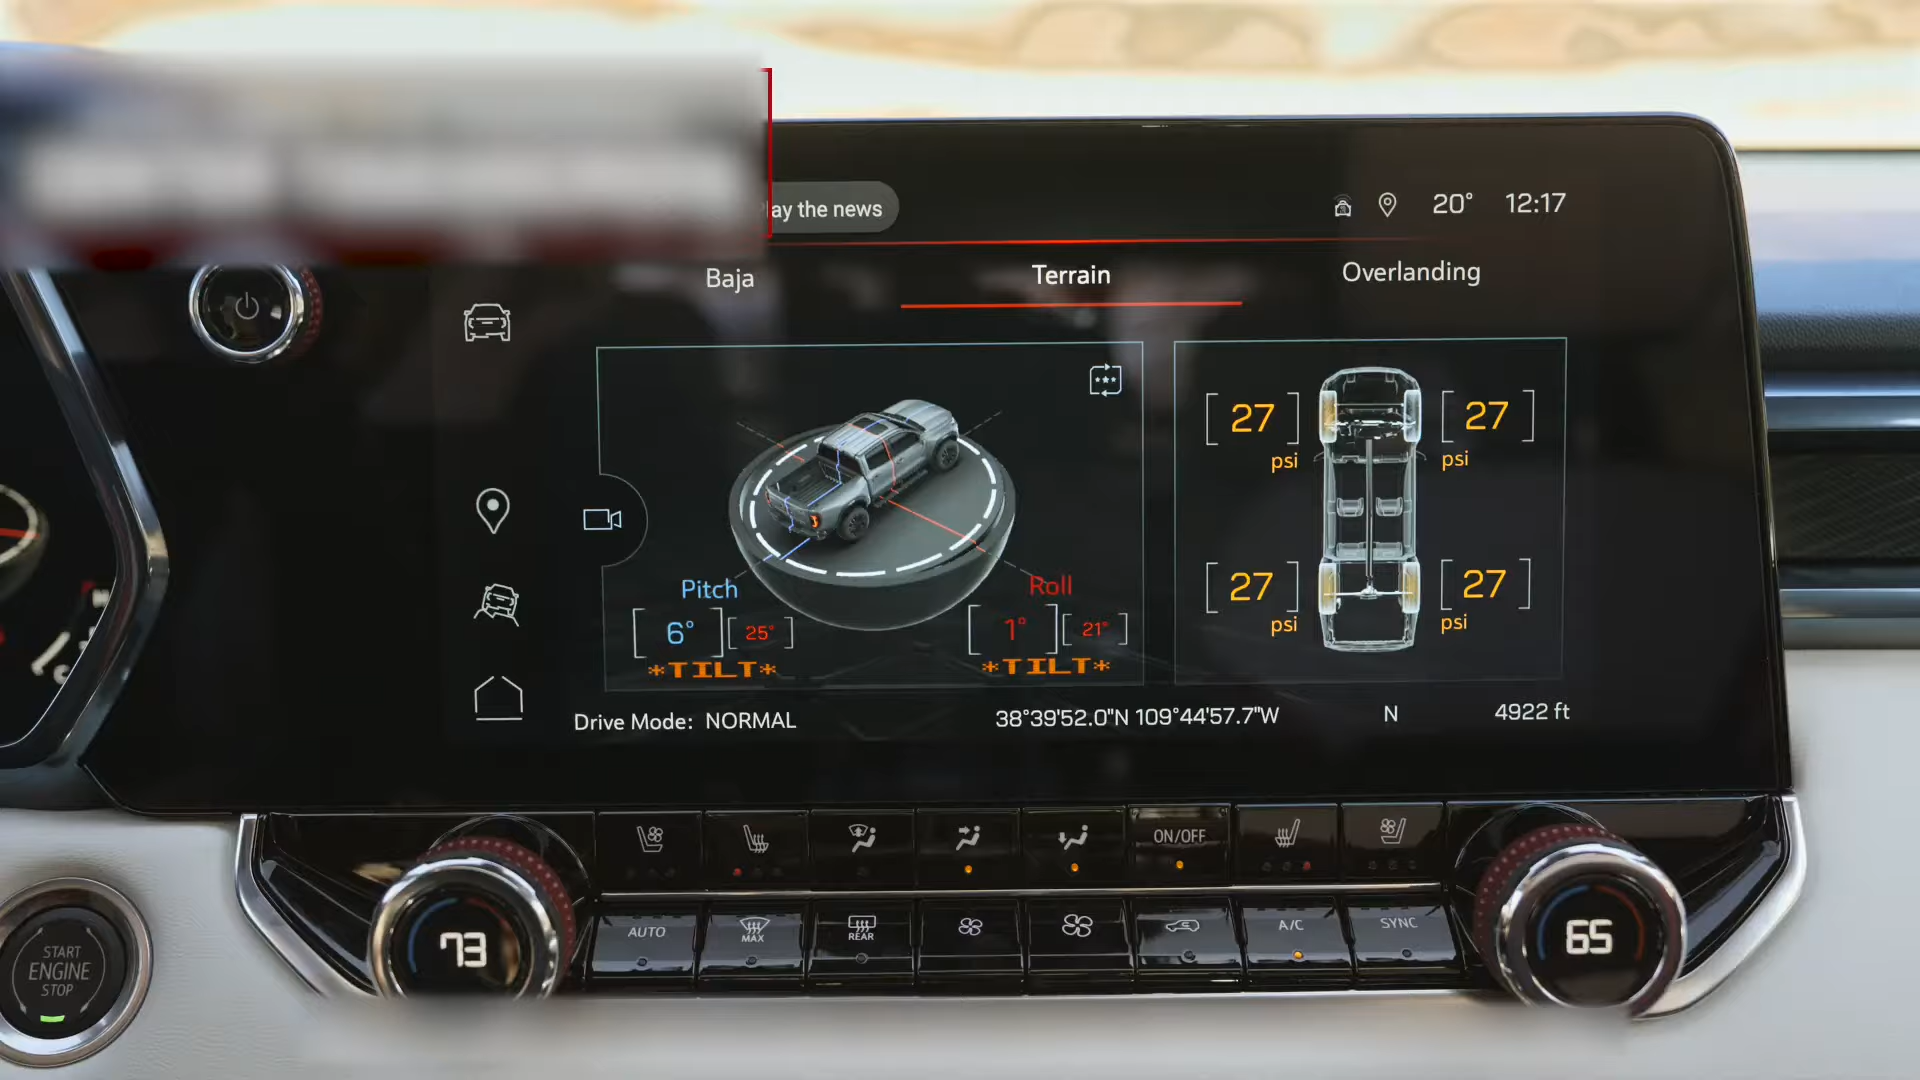 lay the news
20° 12:17
Baja Terrain Overlanding
27 27
psi psi
Pitch Roll
6° 25° 1° 21°
*TILT* *TILT*
27 27
psi psi
Drive Mode: NORMAL 38°39'52.0"N 109°44'57.7"W N 4922 ft
ON/OFF
73 AUTO MAX REAR A/C SYNC 65
START
ENGINE
STOP